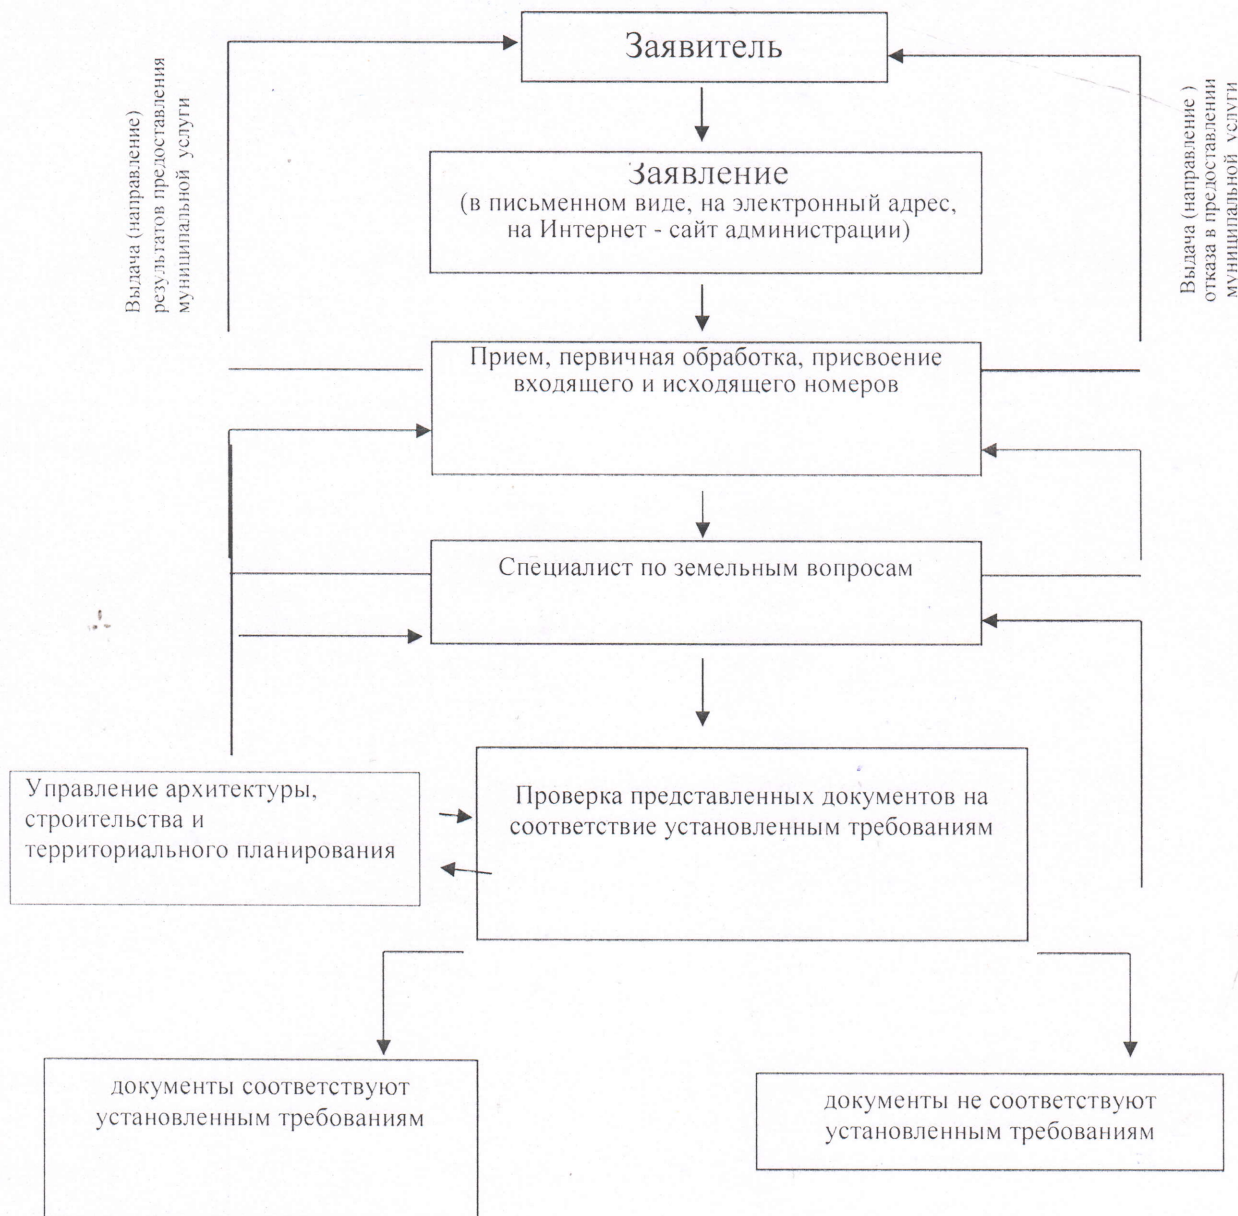 Заявитель
Выдача (направление)
результатов предоставления
муниципальной услуги
Выдача (направление )
отказа в предоставлении
муниципальной услуги
Заявление
(в письменном виде, на электронный адрес,
на Интернет - сайт администрации)
Прием, первичная обработка, присвоение
входящего и исходящего номеров
Специалист по земельным вопросам
Управление архитектуры,
строительства и
территориального планирования
Проверка представленных документов на
соответствие установленным требованиям
документы соответствуют
установленным требованиям
документы не соответствуют
установленным требованиям